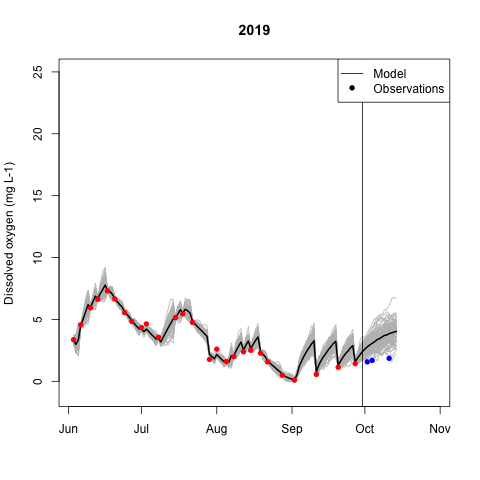 2019
Dissolved oxygen (mg L-1)
25
20
15
10
5
0
Model
Observations
Jun Jul Aug Sep Oct Nov